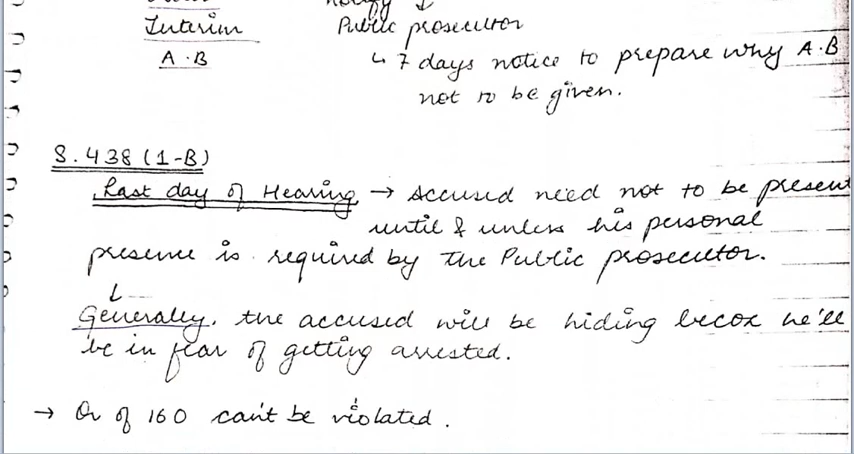 Interim Public prosecutor
A.B ↳ 7 days notice to prepare why A.B
not to be given.
S.438 (1-B)
Last day of Hearing → Accused need not to be present
until & unless his personal
presence is required by the Public prosecutor.
↓
Generally, the accused will be hiding becoz he'll
be in fear of getting arrested.
→ Or of 160 can't be violated.